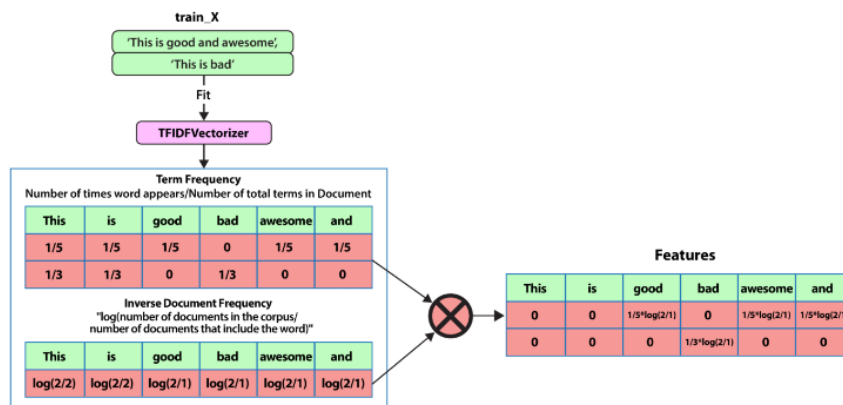 train_X
'This is good and awesome',
'This is bad'
Fit
TFIDFVectorizer
Term Frequency
Number of times word appears/Number of total terms in Document
This is good bad awesome and
1/5 1/5 1/5 0 1/5 1/5
1/3 1/3 0 1/3 0 0
Inverse Document Frequency
"log(number of documents in the corpus/
number of documents that include the word)"
This is good bad awesome and
log(2/2) log(2/2) log(2/1) log(2/1) log(2/1) log(2/1)
Features
This is good bad awesome and
0 0 1/5*log(2/1) 0 1/5*log(2/1) 1/5*log(2/1)
0 0 0 1/3*log(2/1) 0 0